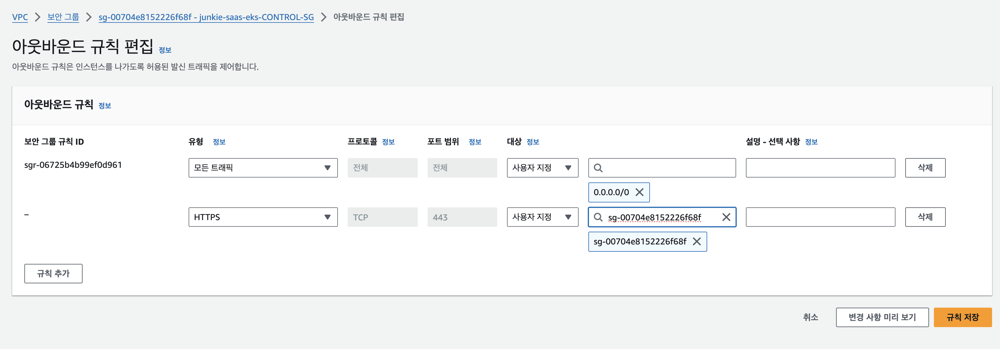 VPC > 보안 그룹 > sg-00704e8152226f68f - junkie-saas-eks-CONTROL-SG > 아웃바운드 규칙 편집
아웃바운드 규칙 편집 정보
아웃바운드 규칙은 인스턴스를 나가도록 허용된 발신 트래픽을 제어합니다.
아웃바운드 규칙 정보
보안 그룹 규칙 ID 유형 정보 프로토콜 정보 포트 범위 정보 대상 정보 설명 - 선택 사항 정보
sgr-06725b4b99ef0d961 모든 트래픽 전체 전체 사용자 지정 삭제
0.0.0.0/0
– HTTPS TCP 443 사용자 지정 sg-00704e8152226f68f 삭제
sg-00704e8152226f68f
규칙 추가
취소 변경 사항 미리 보기 규칙 저장